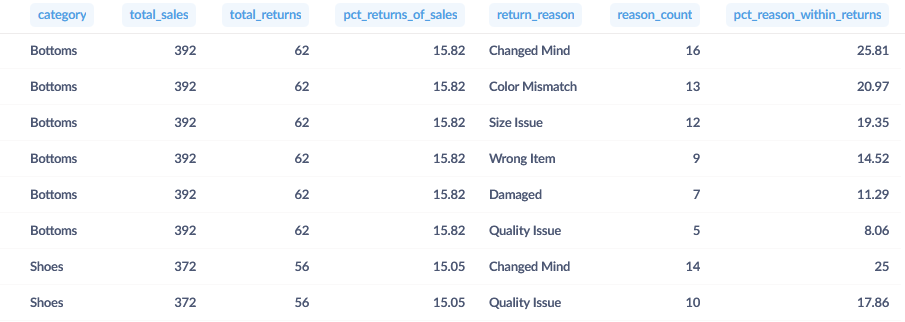 category total_sales total_returns pct_returns_of_sales return_reason reason_count pct_reason_within_returns
Bottoms 392 62 15.82 Changed Mind 16 25.81
Bottoms 392 62 15.82 Color Mismatch 13 20.97
Bottoms 392 62 15.82 Size Issue 12 19.35
Bottoms 392 62 15.82 Wrong Item 9 14.52
Bottoms 392 62 15.82 Damaged 7 11.29
Bottoms 392 62 15.82 Quality Issue 5 8.06
Shoes 372 56 15.05 Changed Mind 14 25
Shoes 372 56 15.05 Quality Issue 10 17.86